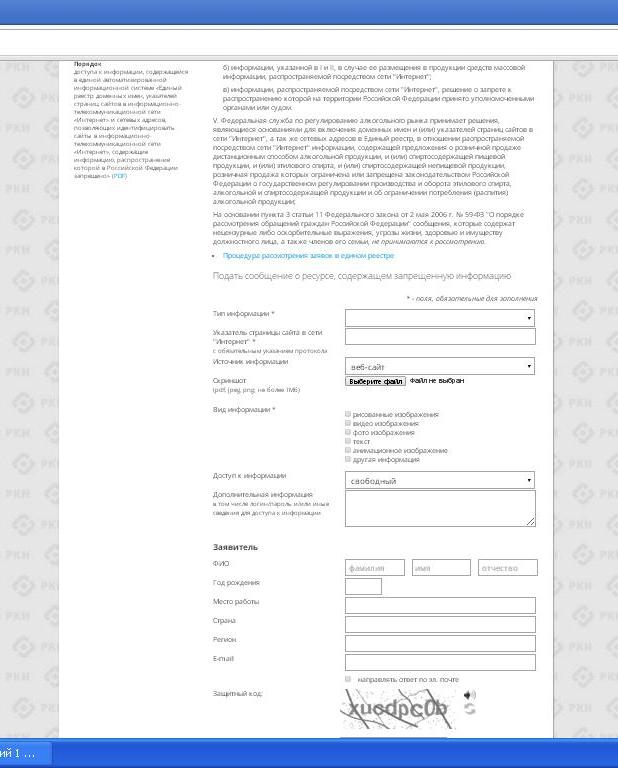 Порядок
доступа к информации, содержащейся
в единой автоматизированной
информационной системе «Единый
реестр доменных имен, указателей
страниц сайтов в информационно-
телекоммуникационной сети
«Интернет» и сетевых адресов,
позволяющих идентифицировать
сайты в информационно-
телекоммуникационной сети
«Интернет», содержащие
информацию, распространение
которой в Российской Федерации
запрещено» (PDF)
б) информации, указанной в I и II, в случае ее размещения в продукции средств массовой
информации, распространяемой посредством сети "Интернет";
в) информации, распространяемой посредством сети "Интернет", решение о запрете к
распространению которой на территории Российской Федерации принято уполномоченными
органами или судом.
V. Федеральная служба по регулированию алкогольного рынка принимает решения,
являющиеся основаниями для включения доменных имен и (или) указателей страниц сайтов в
сети "Интернет", а так же сетевых адресов в Единый реестр, в отношении распространяемой
посредством сети "Интернет" информации, содержащей предложения о розничной продаже
дистанционным способом алкогольной продукции, и (или) спиртосодержащей пищевой
продукции, и (или) этилового спирта, и (или) спиртосодержащей непищевой продукции,
розничная продажа которых ограничена или запрещена законодательством Российской
Федерации о государственном регулировании производства и оборота этилового спирта,
алкогольной и спиртосодержащей продукции и об ограничении потребления (распития)
алкогольной продукции;
На основании пункта 3 статьи 11 Федерального закона от 2 мая 2006 г. № 59-ФЗ "О порядке
рассмотрения обращений граждан Российской Федерации" сообщения, которые содержат
нецензурные либо оскорбительные выражения, угрозы жизни, здоровью и имуществу
должностного лица, а также членов его семьи, не принимаются к рассмотрению.
• Процедура рассмотрения заявок в едином реестре
Подать сообщение о ресурсе, содержащем запрещенную информацию
* - поля, обязательные для заполнения
Тип информации *
Указатель страницы сайта в сети
"Интернет" *
с обязательным указанием протокола
Источник информации
веб-сайт
Скриншот
(pdf, jpeg, png, не более 1Мб)
Выберите файл Файл не выбран
Вид информации *
рисованные изображения
видео изображения
фото изображения
текст
анимационное изображение
другая информация
Доступ к информации
свободный
Дополнительная информация
в том числе логин/пароль и/или иные
сведения для доступа к информации
Заявитель
ФИО
фамилия имя отчество
Год рождения
Место работы
Страна
Регион
E-mail
направлять ответ по эл. почте
Защитный код:
ий 1 ...
РКН